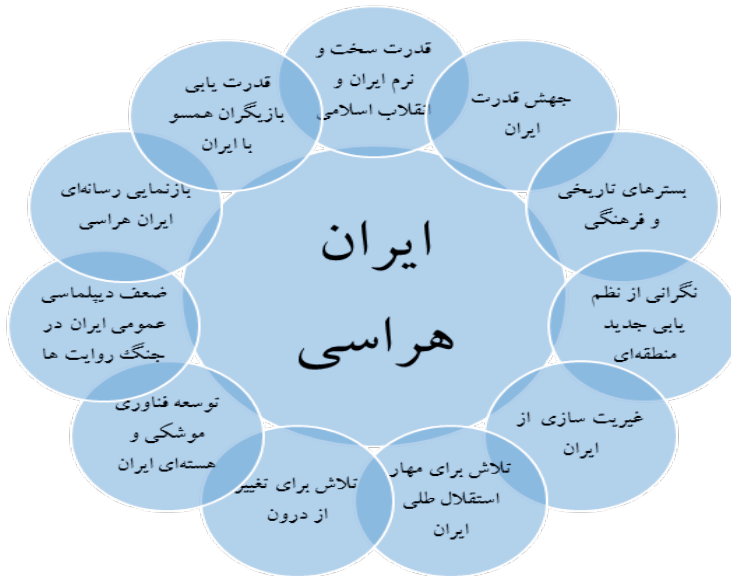 ایران
هراسی
قدرت سخت و
نرم ایران و
انقلاب اسلامی
جهش قدرت
ایران
بسترهای تاریخی
و فرهنگی
نگرانی از نظم
یابی جدید
منطقه‌ای
غیریت سازی از
ایران
تلاش برای مهار
استقلال طلی
ایران
تلاش برای تغییر
از درون
توسعه فناوری
موشکی و
هسته‌ای ایران
ضعف دیپلماسی
عمومی ایران در
جنگ روایت ها
بازنمایی رسانه‌ای
ایران هراسی
قدرت یابی
بازیگران همسو
با ایران